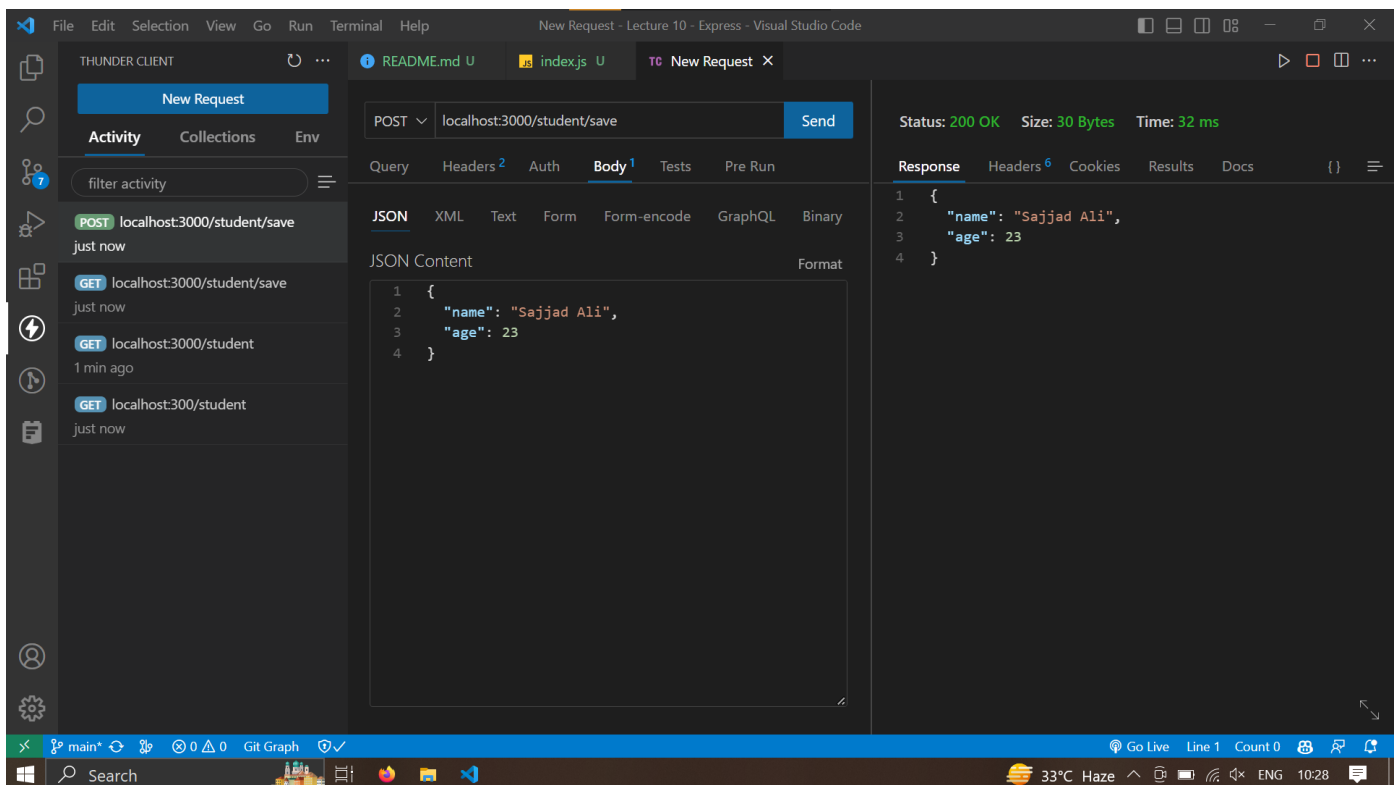 File Edit Selection View Go Run Terminal Help New Request - Lecture 10 - Express - Visual Studio Code
THUNDER CLIENT
README.md U
JS index.js U
TC New Request
New Request
Activity Collections Env
filter activity
POST localhost:3000/student/save
just now
GET localhost:3000/student/save
just now
GET localhost:3000/student
1 min ago
GET localhost:300/student
just now
7
POST localhost:3000/student/save Send
Query Headers 2 Auth Body 1 Tests Pre Run
JSON XML Text Form Form-encode GraphQL Binary
JSON Content Format
1 {
2 "name": "Sajjad Ali",
3 "age": 23
4 }
Status: 200 OK Size: 30 Bytes Time: 32 ms
Response Headers 6 Cookies Results Docs { }
1 {
2 "name": "Sajjad Ali",
3 "age": 23
4 }
main* 0 0 Git Graph Go Live Line 1 Count 0
Search 33°C Haze ENG 10:28